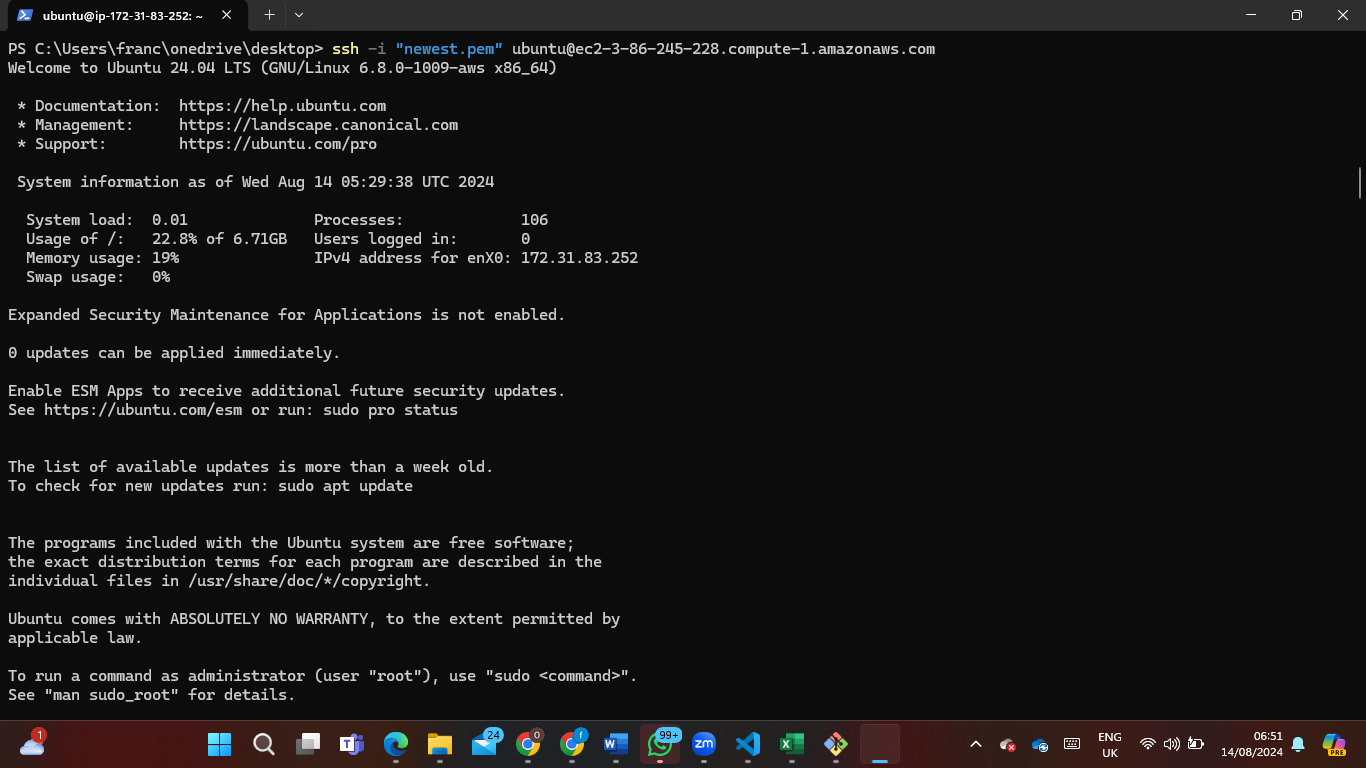 ubuntu@ip-172-31-83-252: ~
PS C:\Users\franc\onedrive\desktop> ssh -i "newest.pem" ubuntu@ec2-3-86-245-228.compute-1.amazonaws.com
Welcome to Ubuntu 24.04 LTS (GNU/Linux 6.8.0-1009-aws x86_64)
* Documentation:  https://help.ubuntu.com
* Management:     https://landscape.canonical.com
* Support:        https://ubuntu.com/pro
System information as of Wed Aug 14 05:29:38 UTC 2024
System load:  0.01              Processes:             106
Usage of /:   22.8% of 6.71GB   Users logged in:       0
Memory usage: 19%               IPv4 address for enX0: 172.31.83.252
Swap usage:   0%
Expanded Security Maintenance for Applications is not enabled.
0 updates can be applied immediately.
Enable ESM Apps to receive additional future security updates.
See https://ubuntu.com/esm or run: sudo pro status
The list of available updates is more than a week old.
To check for new updates run: sudo apt update
The programs included with the Ubuntu system are free software;
the exact distribution terms for each program are described in the
individual files in /usr/share/doc/*/copyright.
Ubuntu comes with ABSOLUTELY NO WARRANTY, to the extent permitted by
applicable law.
To run a command as administrator (user "root"), use "sudo <command>".
See "man sudo_root" for details.
1
24
99+
zm
ENG
UK
06:51
14/08/2024
PRE